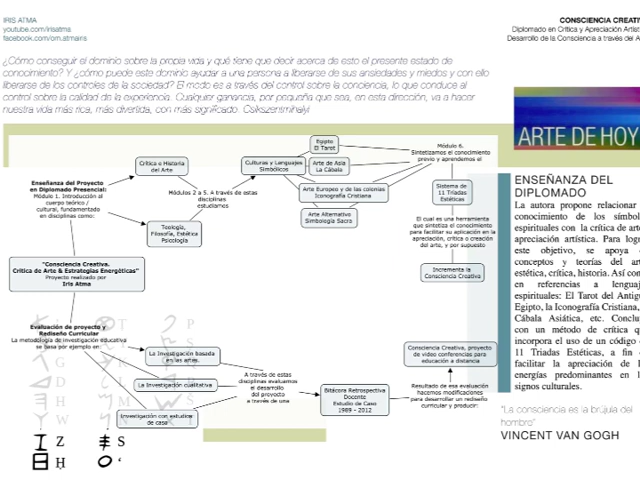 IRIS ATMA
youtube.com/irisatma
facebook.com/om.atmairis
CONSCIENCIA CREATIV
Diplomado en Crítica y Apreciación Artíst
Desarrollo de la Consciencia a través del A
¿Cómo conseguir el dominio sobre la propia vida y qué tiene que decir acerca de esto el presente estado de
conocimiento? Y ¿cómo puede este dominio ayudar a una persona a liberarse de sus ansiedades y miedos y con ello
liberarse de los controles de la sociedad? El modo es a través del control sobre la conciencia, lo que conduce al
control sobre la calidad de la experiencia. Cualquier ganancia, por pequeña que sea, en esta dirección, va a hacer
nuestra vida más rica, más divertida, con más significado. Csikszentmihalyi
ARTE DE HOY
Enseñanza del Proyecto
en Diplomado Presencial:
Módulo 1. Introducción al
cuerpo teórico /
cultural, fundamentado
en disciplinas como:
Crítica e Historia
del Arte
Teología,
Filosofía, Estética
Psicología
Módulos 2 a 5. A través de estas
disciplinas
estudiamos
Culturas y Lenguajes
Simbólicos
Egipto
El Tarot
Arte de Asia
La Cábala
Arte Europeo y de las colonias
Iconografía Cristiana
Arte Alternativo
Simbología Sacra
Módulo 6.
Sintetizamos el conocimiento
previo y aprendemos el
Sistema de
11 Tríadas
Estéticas
El cual es una herramienta
que sintetiza el conocimiento
para facilitar su aplicación en la
apreciación, crítica o creación
del arte, y por supuesto
Incrementa la
Consciencia Creativa
"Consciencia Creativa.
Crítica de Arte & Estrategias Energéticas"
Proyecto realizado por
Iris Atma
Evaluación de proyecto y
Rediseño Curricular
La metodología de investigación educativa
se basa por ejemplo en:
La Investigación basada
en las artes.
La Investigación cualitativa
Investigación con estudios
de caso
A través de estas
disciplinas evaluamos
el desarrollo
del proyecto
a través de una
Bitácora Retrospectiva
Docente
Estudio de Caso
1989 - 2012
Resultado de esa evaluación
hacemos modificaciones
para desarrollar un rediseño
curricular y producir:
Consciencia Creativa, proyecto
de video conferencias para
educación a distancia
ENSEÑANZA DEL
DIPLOMADO
La autora propone relacionar
conocimiento de los símbol
espirituales con la crítica de arte
apreciación artística. Para logr
este objetivo, se apoya
conceptos y teorías del art
estética, crítica, historia. Así con
en referencias a lenguaj
espirituales: El Tarot del Antigu
Egipto, la Iconografía Cristiana,
Cábala Asiática, etc. Conclu
con un método de crítica qu
incorpora el uso de un código
11 Triadas Estéticas, a fin
facilitar la apreciación de l
energías predominantes en l
signos culturales.
"La consciencia es la brújula del
hombre"
VINCENT VAN GOGH
T
P
G
D
H
W
Z S
Ḥ ʻ